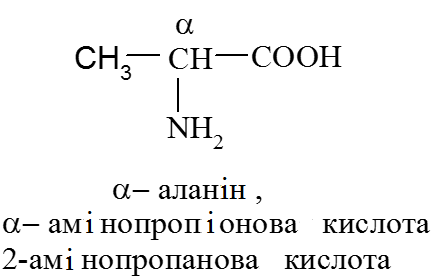 α
CH₃—CH—COOH
NH₂
α– аланін ,
α– амінопропіонова кислота
2-амінопропанова кислота